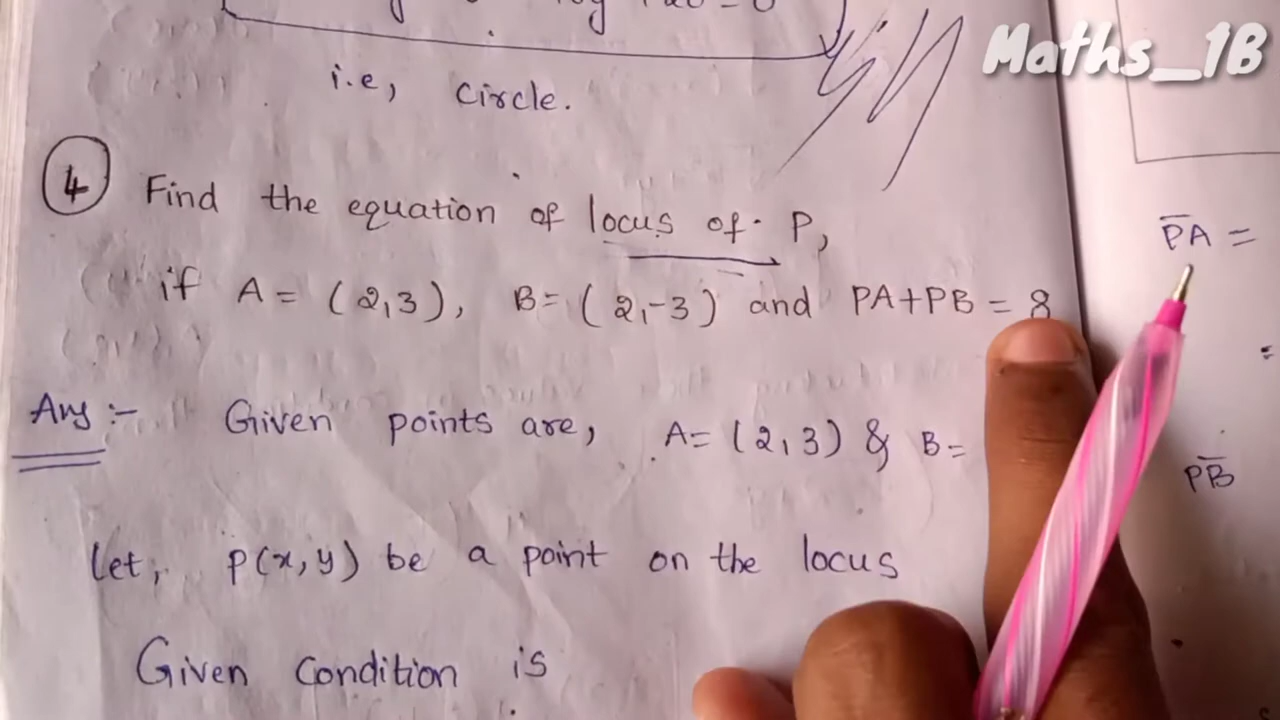 Maths_1B
i.e, circle.
4 Find the equation of locus of P,
if A = (2,3), B= (2,-3) and PA+PB = 8
Ans :- Given points are, A= (2,3) & B=
Let, P(x,y) be a point on the locus
Given Condition is
PA =
=
PB